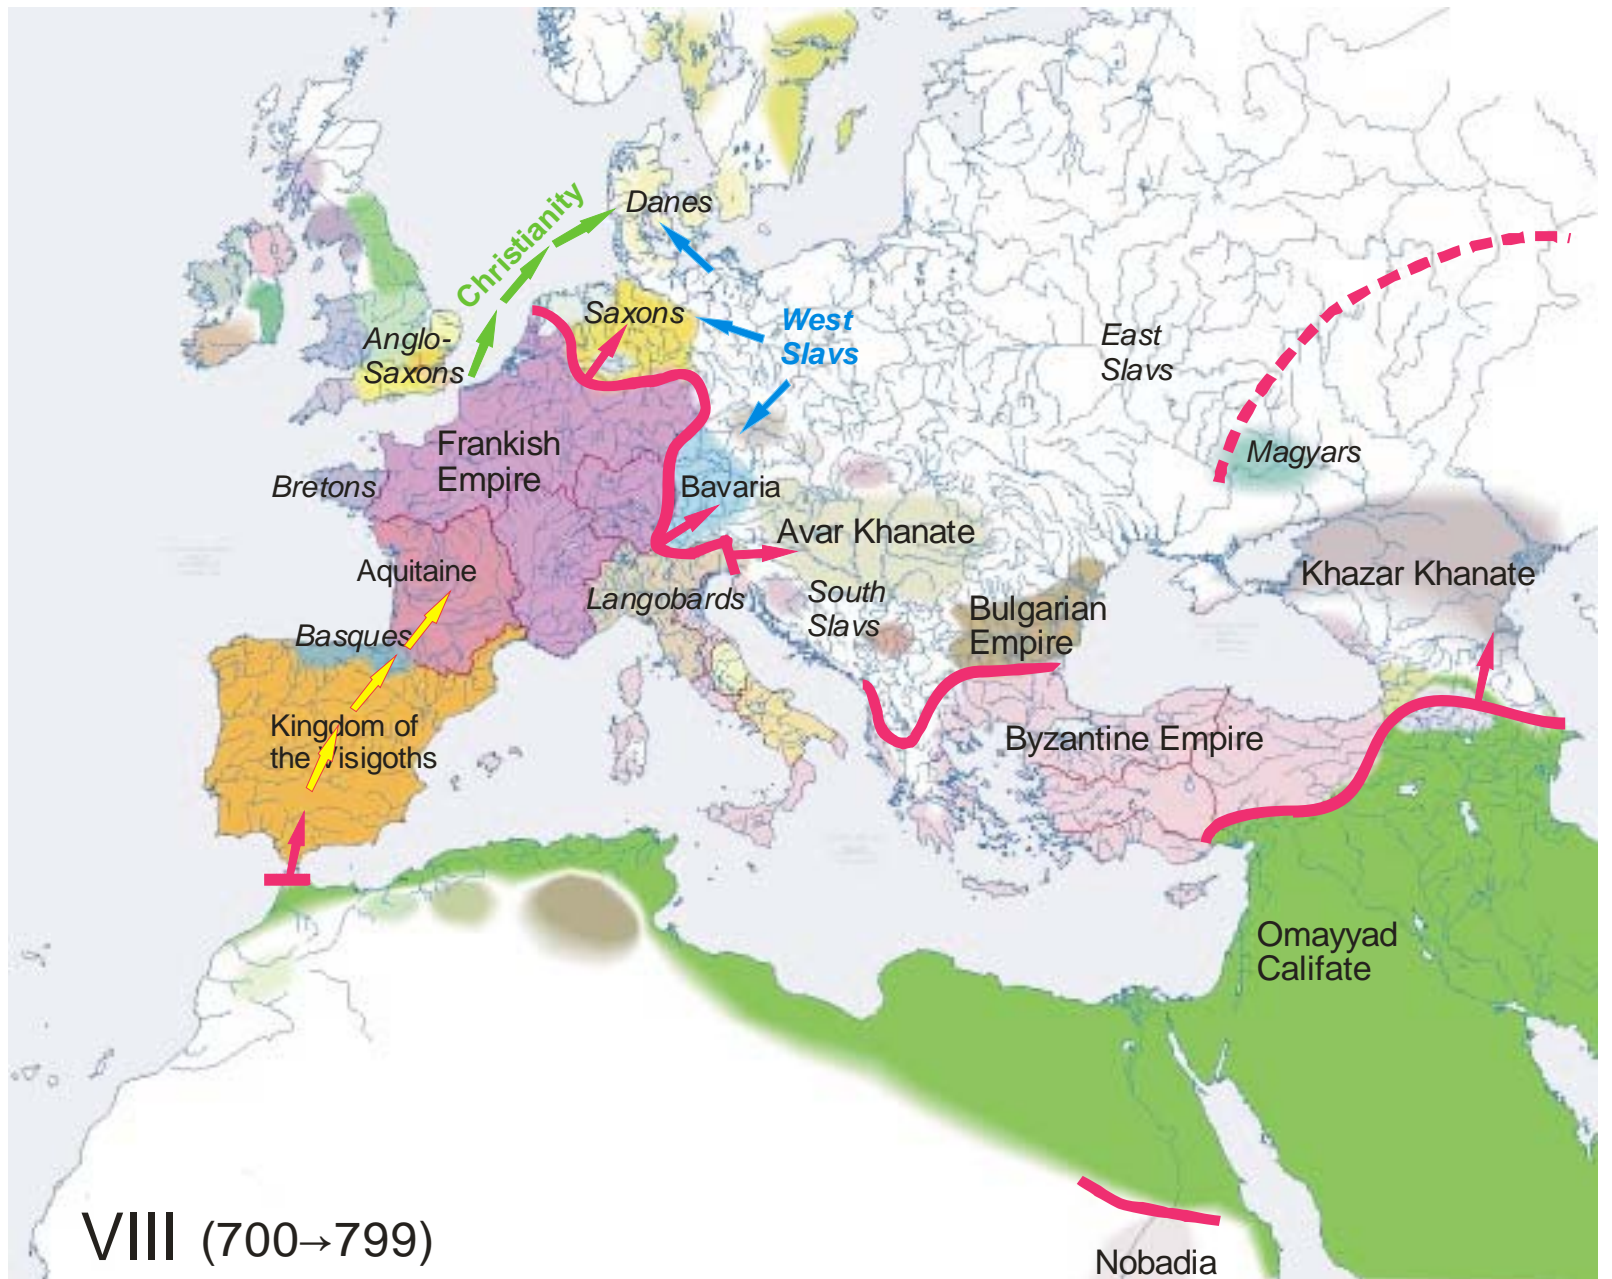 Christianity
Danes
Saxons
West
Slavs
Anglo-
Saxons
East
Slavs
Frankish
Empire
Magyars
Bretons
Bavaria
Avar Khanate
Aquitaine
Khazar Khanate
Langobards
South
Slavs
Bulgarian
Empire
Basques
Kingdom of
the Visigoths
Byzantine Empire
Omayyad
Califate
VIII (700→799)
Nobadia